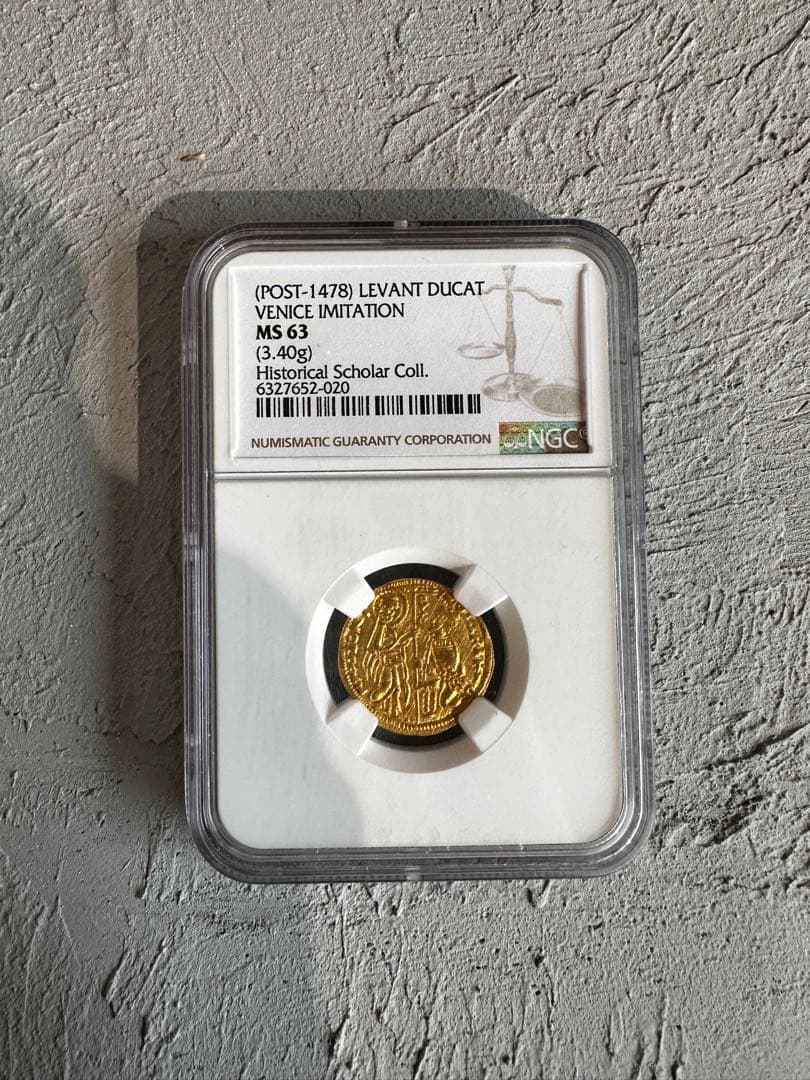 (POST-1478) LEVANT DUCAT
VENICE IMITATION
MS 63
(3.40g)
Historical Scholar Coll.
6327652-020
NUMISMATIC GUARANTY CORPORATION
NGC